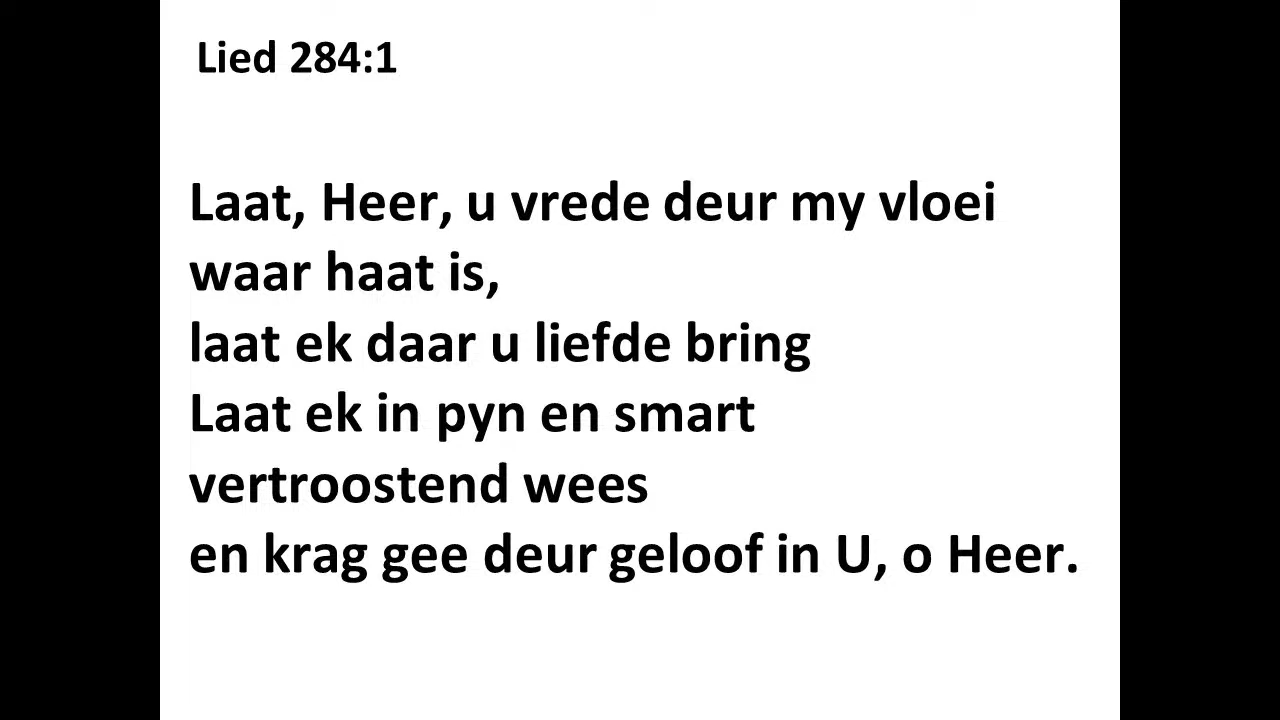 Lied 284:1
Laat, Heer, u vrede deur my vloei
waar haat is,
laat ek daar u liefde bring
Laat ek in pyn en smart
vertroostend wees
en krag gee deur geloof in U, o Heer.